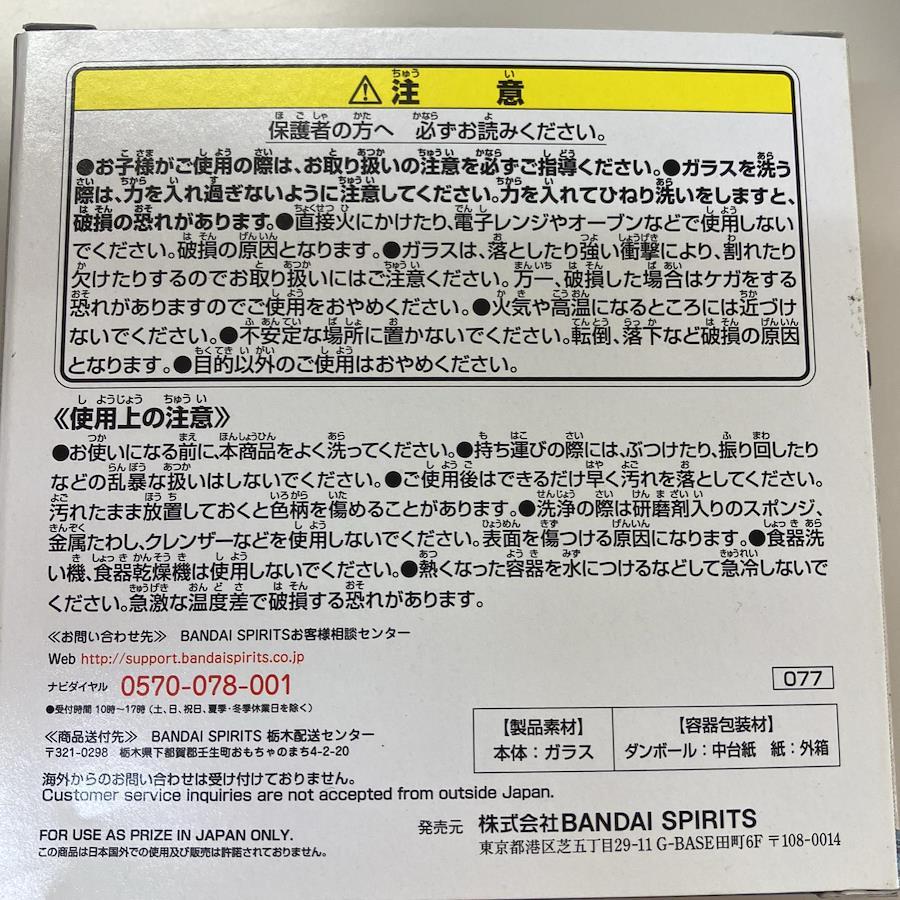 ⚠注意
保護者の方へ 必ずお読みください。
●お子様がご使用の際は、お取り扱いの注意を必ずご指導ください。●ガラスを洗う
際は、力を入れ過ぎないように注意してください。力を入れてひねり洗いをしますと、
破損の恐れがあります。●直接火にかけたり、電子レンジやオーブンなどで使用しない
でください。破損の原因となります。●ガラスは、落としたり強い衝撃により、割れたり
欠けたりするのでお取り扱いにはご注意ください。万一、破損した場合はケガをする
恐れがありますのでご使用をおやめください。●火気や高温になるところには近づけ
ないでください。●不安定な場所に置かないでください。転倒、落下など破損の原因
となります。●目的以外のご使用はおやめください。
《使用上の注意》
●お使いになる前に、本商品をよく洗ってください。●持ち運びの際には、ぶつけたり、振り回したり
などの乱暴な扱いはしないでください。●ご使用後はできるだけ早く汚れを落としてください。
汚れたまま放置しておくと色柄を傷めることがあります。●洗浄の際は研磨剤入りのスポンジ、
金属たわし、クレンザーなどを使用しないでください。表面を傷つける原因になります。●食器洗
い機、食器乾燥機は使用しないでください。●熱くなった容器を水につけるなどして急冷しないで
ください。急激な温度差で破損する恐れがあります。
≪お問い合わせ先≫ BANDAI SPIRITSお客様相談センター
Web http://support.bandaispirits.co.jp
ナビダイヤル 0570-078-001
●受付時間 10時～17時（土、日、祝日、夏季・冬季休業日を除く）
077
≪商品送付先≫ BANDAI SPIRITS 栃木配送センター
〒321-0298 栃木県下都賀郡壬生町おもちゃのまち4-2-20
【製品素材】
本体：ガラス
【容器包装材】
ダンボール：中台紙 紙：外箱
海外からのお問い合わせは受け付けておりません。
Customer service inquiries are not accepted from outside Japan.
FOR USE AS PRIZE IN JAPAN ONLY.
この商品は日本国外での使用及び販売は許諾されておりません。
発売元 株式会社BANDAI SPIRITS
東京都港区芝五丁目29-11 G-BASE田町6F 〒108-0014